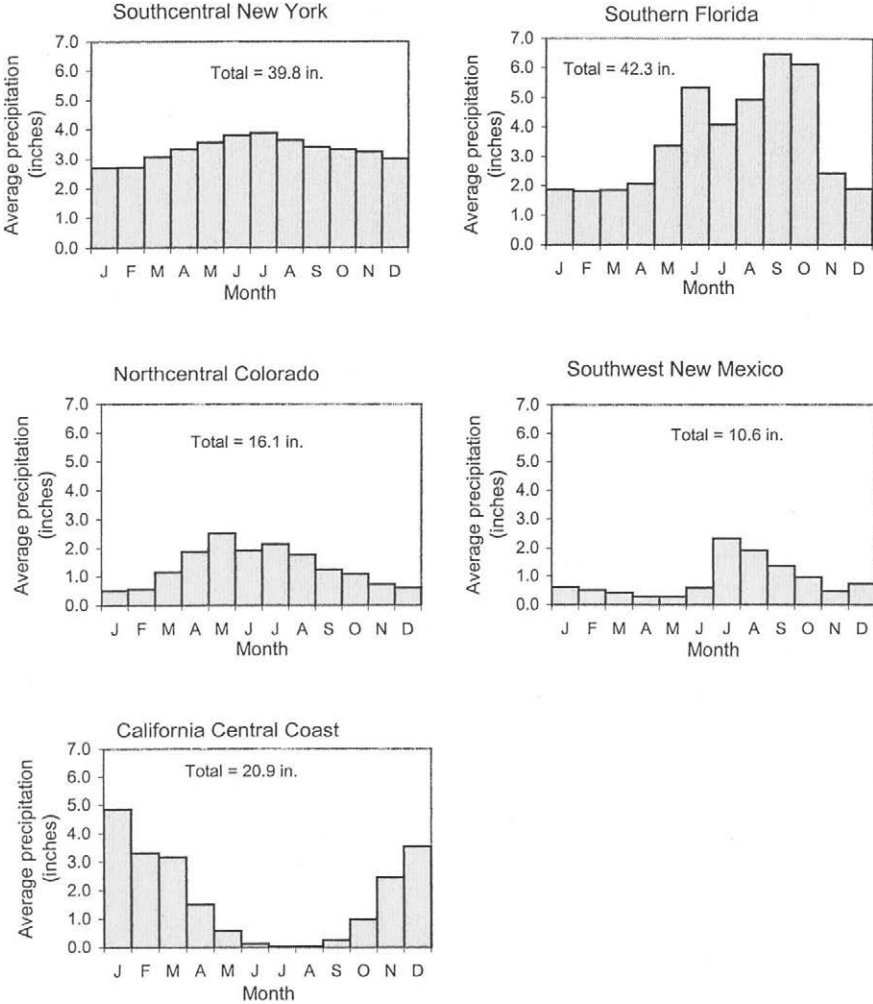 Southcentral New York
Average precipitation
(inches)
7.0
6.0
5.0
4.0
3.0
2.0
1.0
0.0
Total = 39.8 in.
J F M A M J J A S O N D
Month
Southern Florida
Average precipitation
(inches)
7.0
6.0
5.0
4.0
3.0
2.0
1.0
0.0
Total = 42.3 in.
J F M A M J J A S O N D
Month
Northcentral Colorado
Average precipitation
(inches)
7.0
6.0
5.0
4.0
3.0
2.0
1.0
0.0
Total = 16.1 in.
J F M A M J J A S O N D
Month
Southwest New Mexico
Average precipitation
(inches)
7.0
6.0
5.0
4.0
3.0
2.0
1.0
0.0
Total = 10.6 in.
J F M A M J J A S O N D
Month
California Central Coast
Average precipitation
(inches)
7.0
6.0
5.0
4.0
3.0
2.0
1.0
0.0
Total = 20.9 in.
J F M A M J J A S O N D
Month